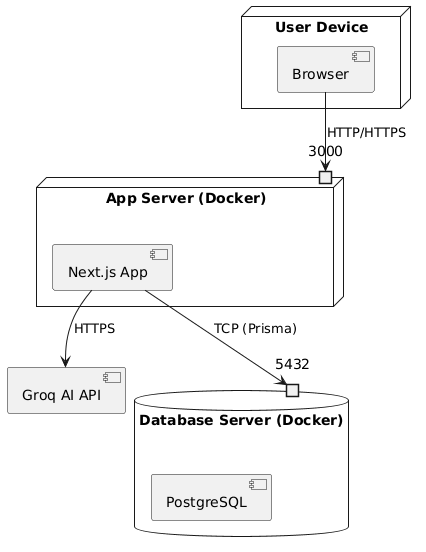 User Device
Browser
HTTP/HTTPS
3000
App Server (Docker)
Next.js App
HTTPS
TCP (Prisma)
5432
Groq AI API
Database Server (Docker)
PostgreSQL